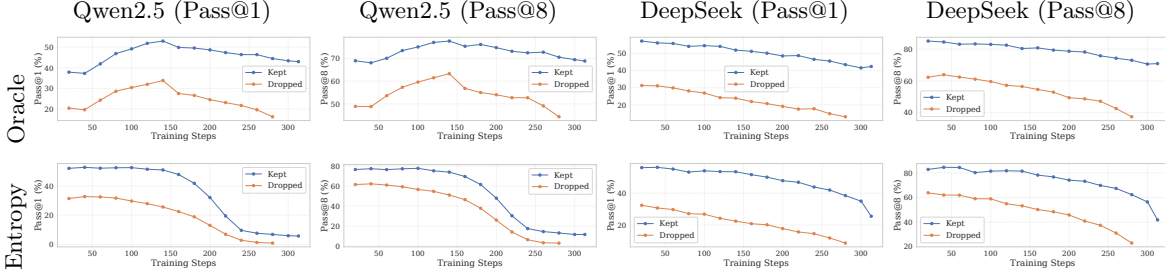 Qwen2.5 (Pass@1)
Qwen2.5 (Pass@8)
DeepSeek (Pass@1)
DeepSeek (Pass@8)
Oracle
Pass@1 (%)
50
40
30
20
Kept
Dropped
50 100 150 200 250 300
Training Steps
Pass@8 (%)
70
60
50
Kept
Dropped
50 100 150 200 250 300
Training Steps
Pass@1 (%)
50
40
30
20
Kept
Dropped
50 100 150 200 250 300
Training Steps
Pass@8 (%)
80
60
40
Kept
Dropped
50 100 150 200 250 300
Training Steps
Entropy
Pass@1 (%)
40
20
0
Kept
Dropped
50 100 150 200 250 300
Training Steps
Pass@8 (%)
80
60
40
20
0
Kept
Dropped
50 100 150 200 250 300
Training Steps
Pass@1 (%)
40
20
Kept
Dropped
50 100 150 200 250 300
Training Steps
Pass@8 (%)
80
60
40
20
Kept
Dropped
50 100 150 200 250 300
Training Steps